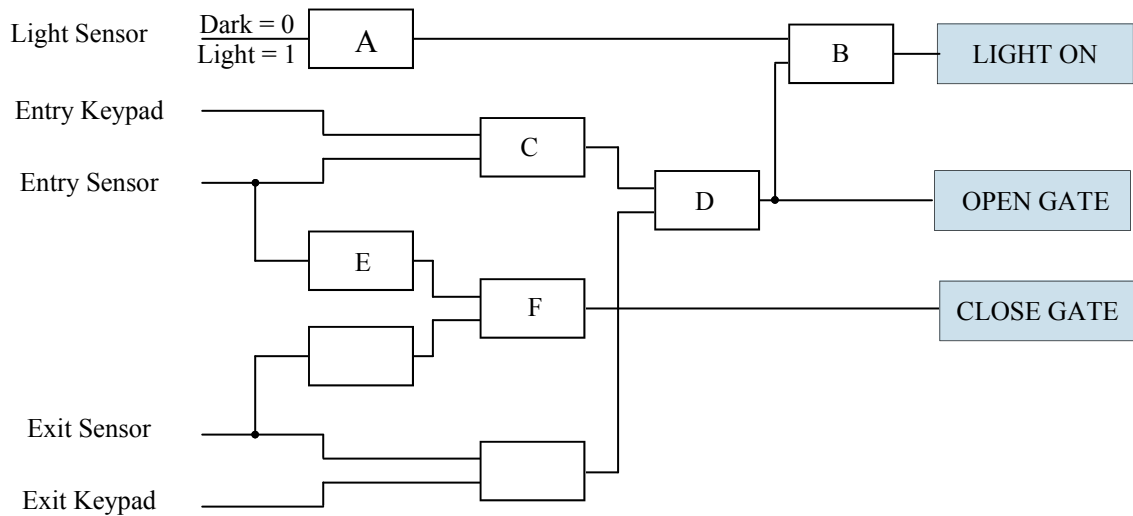 Light Sensor
Dark = 0
Light = 1
A
B
LIGHT ON
Entry Keypad
C
Entry Sensor
D
OPEN GATE
E
F
CLOSE GATE
Exit Sensor
Exit Keypad